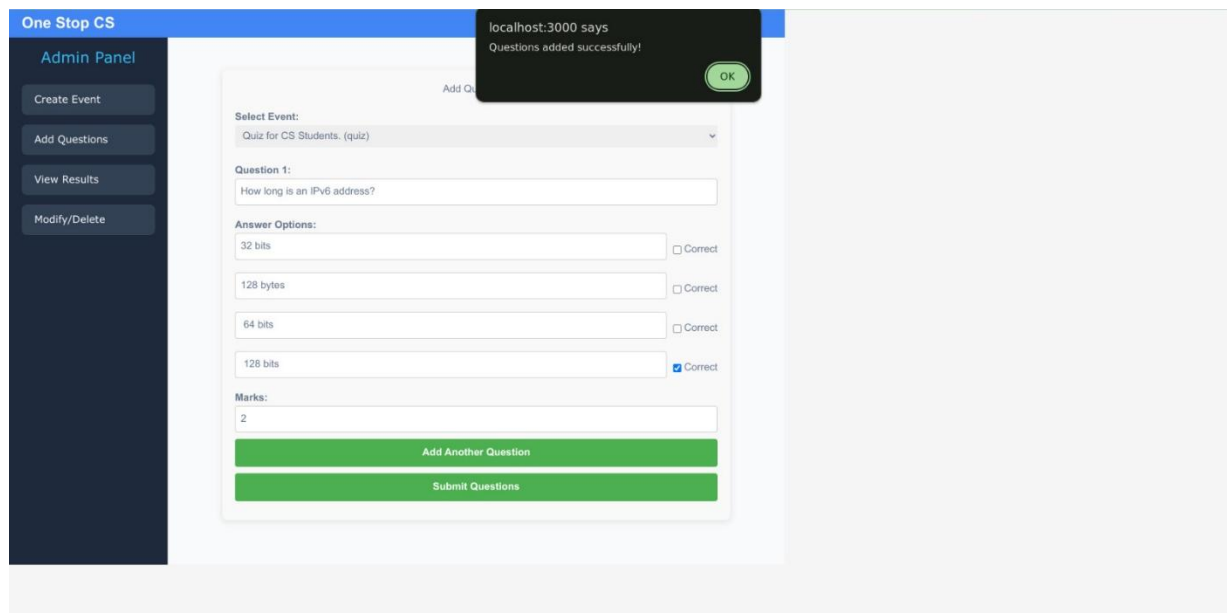 One Stop CS
localhost:3000 says
Questions added successfully!
OK
Admin Panel
Create Event
Add Questions
View Results
Modify/Delete
Add
Select Event:
Quiz for CS Students. (quiz)
Question 1:
How long is an IPv6 address?
Answer Options:
32 bits
Correct
128 bytes
Correct
64 bits
Correct
128 bits
Correct
Marks:
2
Add Another Question
Submit Questions